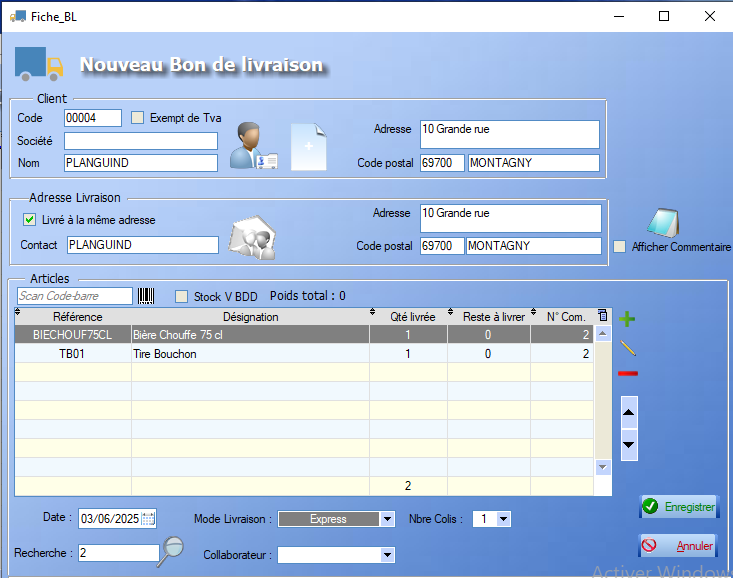 Fiche_BL
Nouveau Bon de livraison
Client
Code 00004 Exempt de Tva
Société
Nom PLANGUIND
Adresse 10 Grande rue
Code postal 69700 MONTAGNY
Adresse Livraison
Livré à la même adresse
Contact PLANGUIND
Adresse 10 Grande rue
Code postal 69700 MONTAGNY
Afficher Commentaire
Articles
Scan Code-barre Stock V BDD Poids total : 0
Référence Désignation Qté livrée Reste à livrer N° Com.
BIECHOUF75CL Bière Chouffe 75 cl 1 0 2
TB01 Tire Bouchon 1 0 2
2
Date : 03/06/2025 Mode Livraison : Express Nbre Colis : 1
Recherche : 2 Collaborateur :
Enregistrer
Annuler
Activer Window